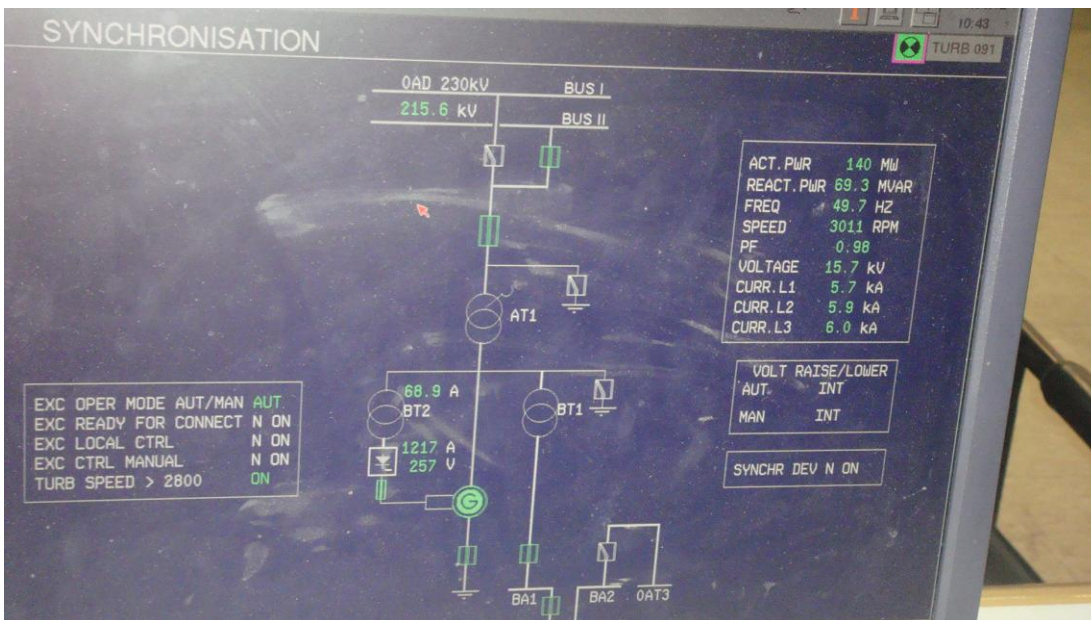 10:43
SYNCHRONISATION
TURB 091
0AD 230kV
BUS I
215.6 kV
BUS II
ACT.PWR 140 MW
REACT.PWR 69.3 MVAR
FREQ 49.7 HZ
SPEED 3011 RPM
PF 0.98
VOLTAGE 15.7 kV
CURR.L1 5.7 kA
CURR.L2 5.9 kA
CURR.L3 6.0 kA
AT1
VOLT RAISE/LOWER
AUT. INT
MAN INT
68.9 A
BT2
BT1
EXC OPER MODE AUT/MAN AUT
EXC READY FOR CONNECT N ON
EXC LOCAL CTRL N ON
EXC CTRL MANUAL N ON
TURB SPEED > 2800 ON
1217 A
257 V
SYNCHR DEV N ON
G
BA1
BA2
0AT3